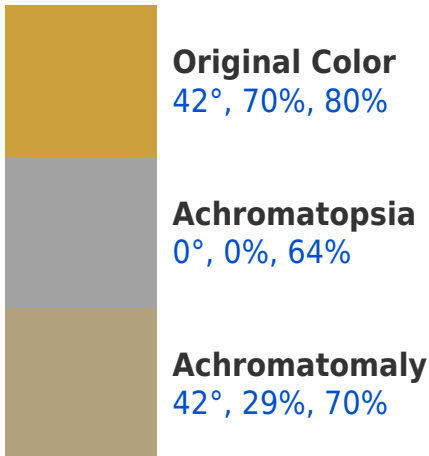 Original Color
42°, 70%, 80%
Achromatopsia
0°, 0%, 64%
Achromatomaly
42°, 29%, 70%